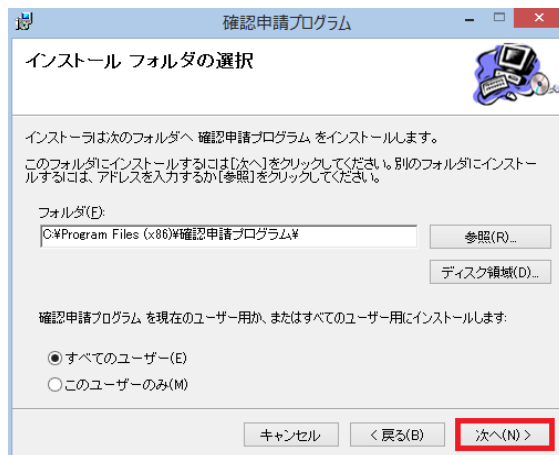 確認申請プログラム
インストール フォルダの選択
インストーラは次のフォルダへ 確認申請プログラム をインストールします。
このフォルダにインストールするには[次へ]をクリックしてください。別のフォルダにインストー
ルするには、アドレスを入力するか[参照]をクリックしてください。
フォルダ(F):
C:¥Program Files (x86)¥確認申請プログラム¥
参照(R)...
ディスク領域(D)...
確認申請プログラム を現在のユーザー用か、またはすべてのユーザー用にインストールします:
すべてのユーザー(E)
このユーザーのみ(M)
キャンセル
< 戻る(B)
次へ(N) >